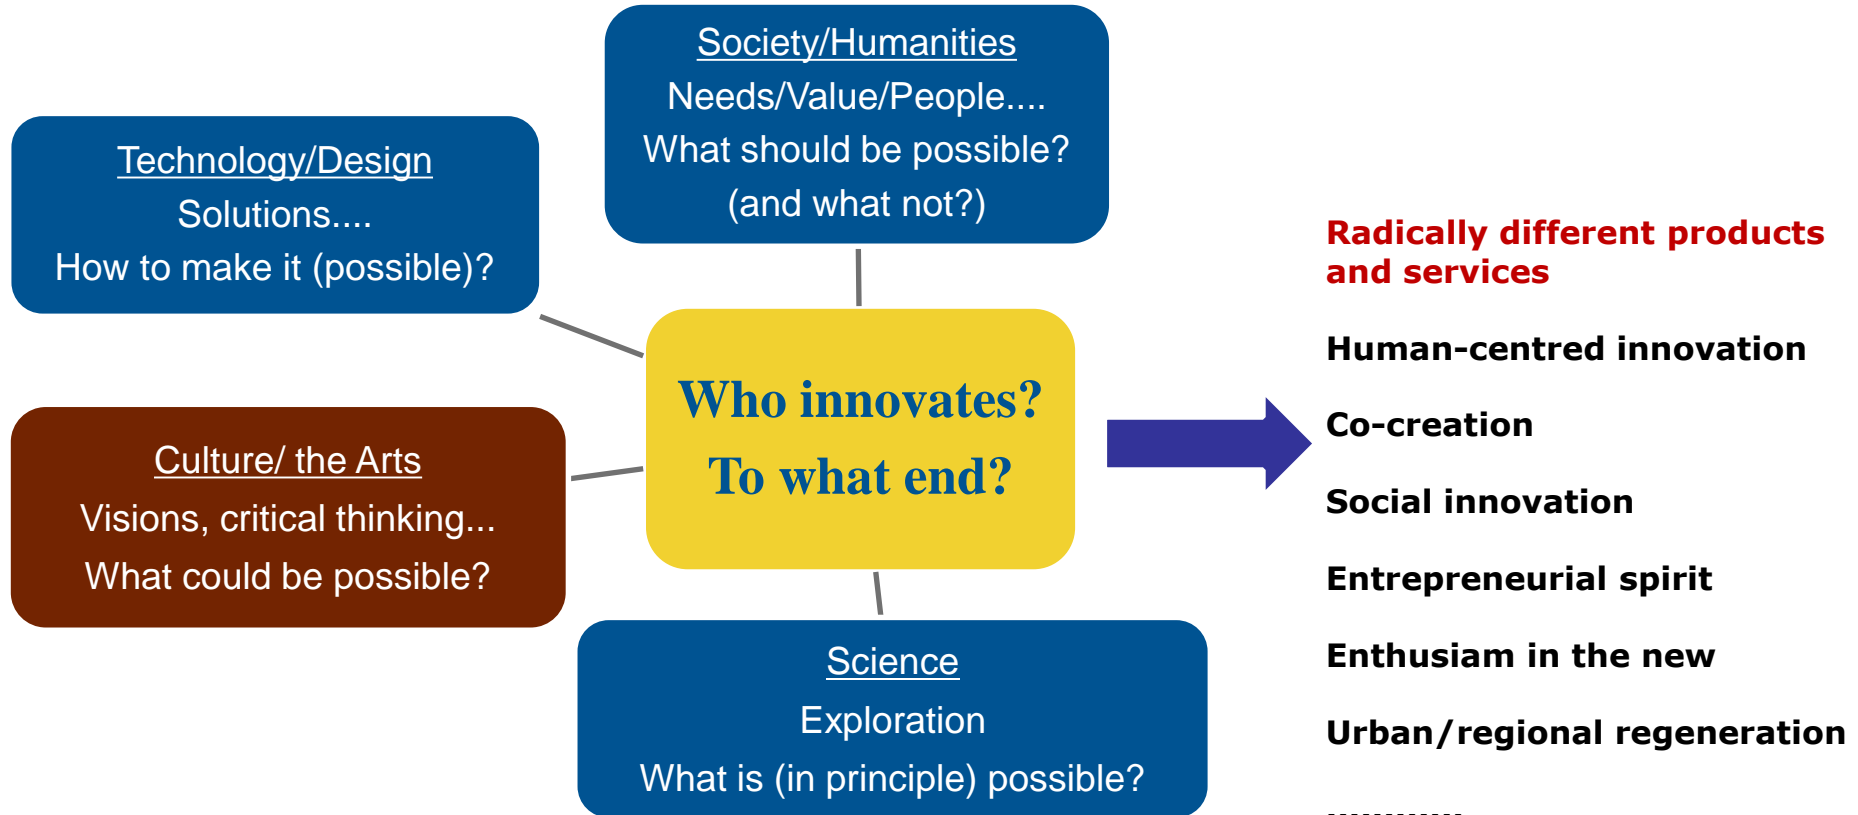 Society/Humanities
Needs/Value/People....
What should be possible?
(and what not?)
Technology/Design
Solutions....
How to make it (possible)?
Culture/ the Arts
Visions, critical thinking...
What could be possible?
Who innovates?
To what end?
Science
Exploration
What is (in principle) possible?
Radically different products
and services
Human-centred innovation
Co-creation
Social innovation
Entrepreneurial spirit
Enthusiam in the new
Urban/regional regeneration
------------